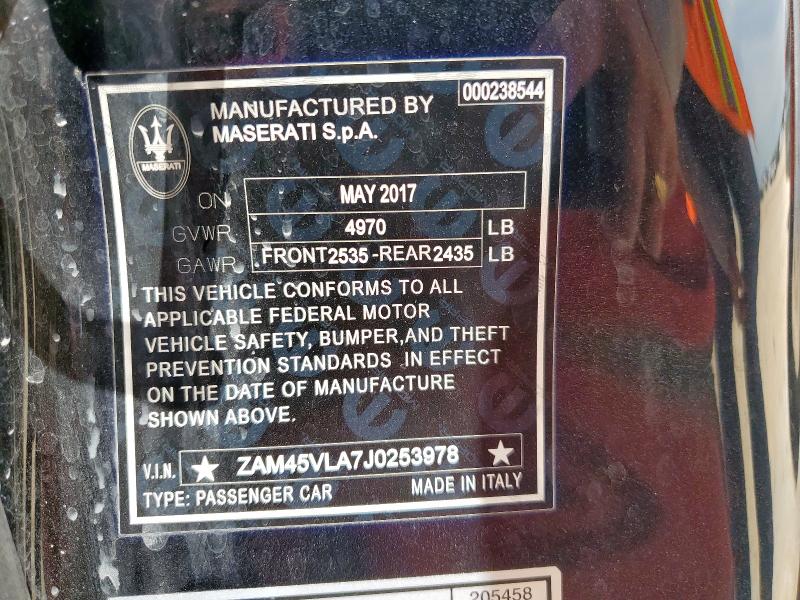 000238544
MANUFACTURED BY
MASERATI S.p.A.
MASERATI
ON MAY 2017
GVWR 4970 LB
GAWR FRONT2535-REAR2435 LB
THIS VEHICLE CONFORMS TO ALL
APPLICABLE FEDERAL MOTOR
VEHICLE SAFETY, BUMPER, AND THEFT
PREVENTION STANDARDS IN EFFECT
ON THE DATE OF MANUFACTURE
SHOWN ABOVE.
V.I.N. ★ ZAM45VLA7J0253978 ★
TYPE: PASSENGER CAR MADE IN ITALY
205458